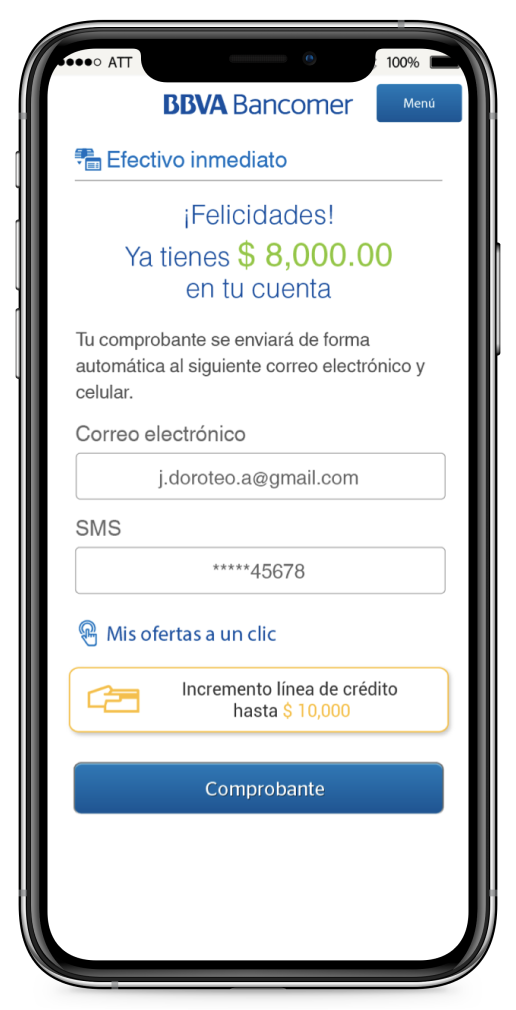 ATT
100%
BBVA Bancomer
Menú
Efectivo inmediato
¡Felicidades!
Ya tienes $ 8,000.00
en tu cuenta
Tu comprobante se enviará de forma
automática al siguiente correo electrónico y
celular.
Correo electrónico
j.doroteo.a@gmail.com
SMS
*****45678
Mis ofertas a un clic
Incremento línea de crédito
hasta $ 10,000
Comprobante